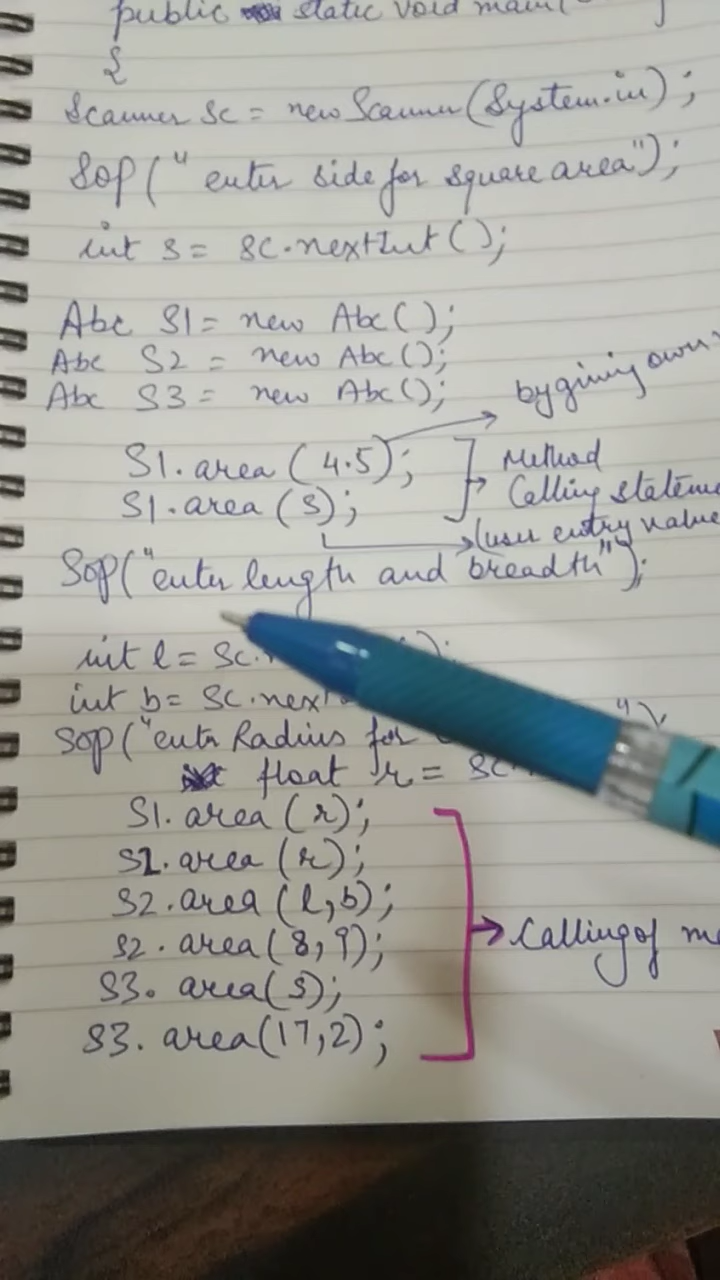 public static void main(
{
Scanner sc = new Scanner(System.in);
Sop(" enter side for square area");
int s = sc.nextInt();
Abc S1 = new Abc();
Abc S2 = new Abc();
Abc S3 = new Abc();
by giving own
S1.area (4.5);
Method
Calling stateme
S1.area (s);
(user entry value
Sop("enter length and breadth");
int l = sc.
int b = sc.next
Sop("enter Radius for
float r = sc
S1.area (r);
S1.area (r);
S2.area (l,b);
S2.area (8,9);
Calling of me
S3. area(s);
S3. area(17,2);